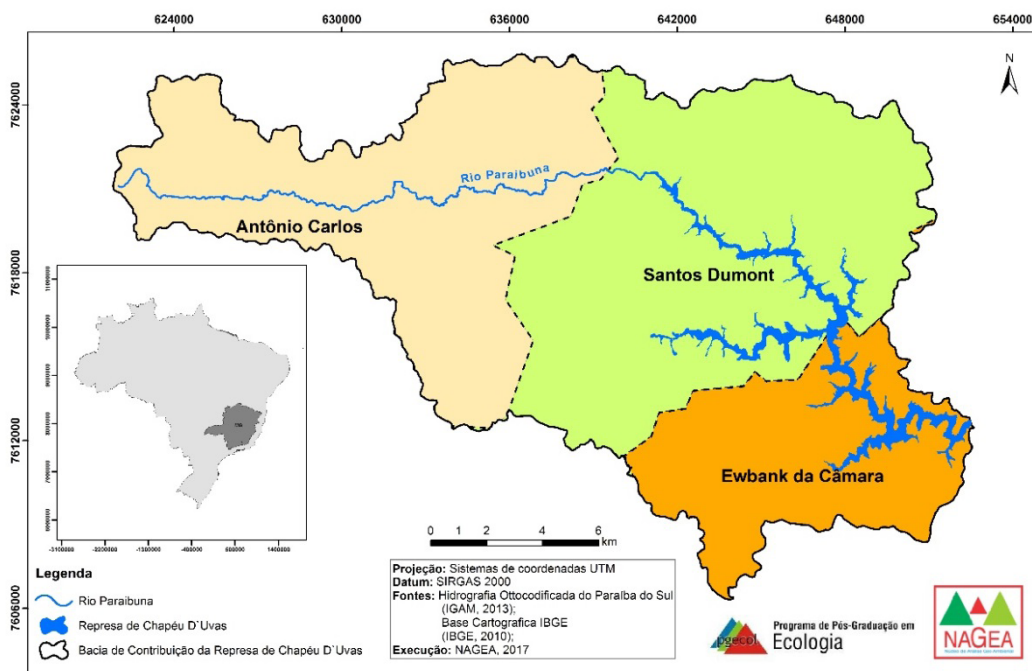 624000 630000 636000 642000 648000 654000
N
7624000
7618000
7612000
7606000
Rio Paraibuna
Antônio Carlos
Santos Dumont
Ewbank da Câmara
0 1 2 4 6
km
-3100000 1400000
Legenda
Rio Paraibuna
Represa de Chapéu D`Uvas
Bacia de Contribuição da Represa de Chapéu D`Uvas
Projeção: Sistemas de coordenadas UTM
Datum: SIRGAS 2000
Fontes: Hidrografia Ottocodificada do Paraíba do Sul
(IGAM, 2013);
Base Cartografica IBGE
(IBGE, 2010);
Execução: NAGEA, 2017
pgecol
Programa de Pós-Graduação em
Ecologia
NAGEA